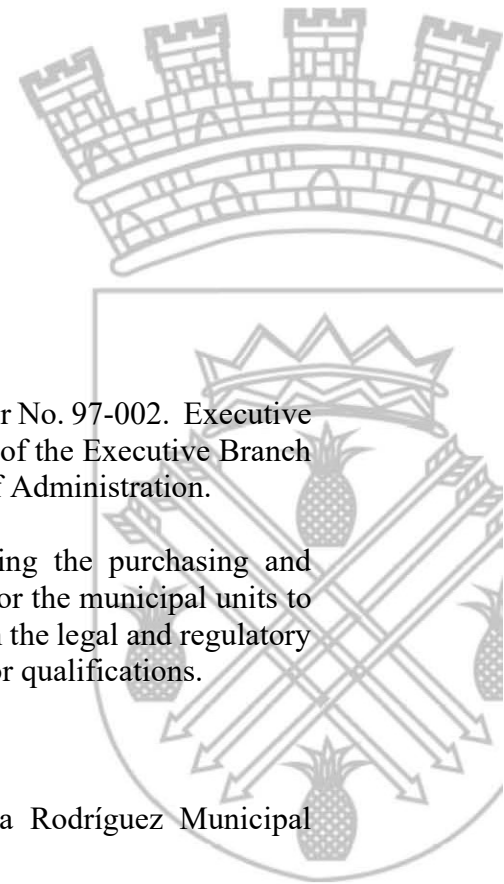 r No. 97-002. Executive
of the Executive Branch
f Administration.
ing the purchasing and
or the municipal units to
n the legal and regulatory
or qualifications.
a Rodríguez Municipal